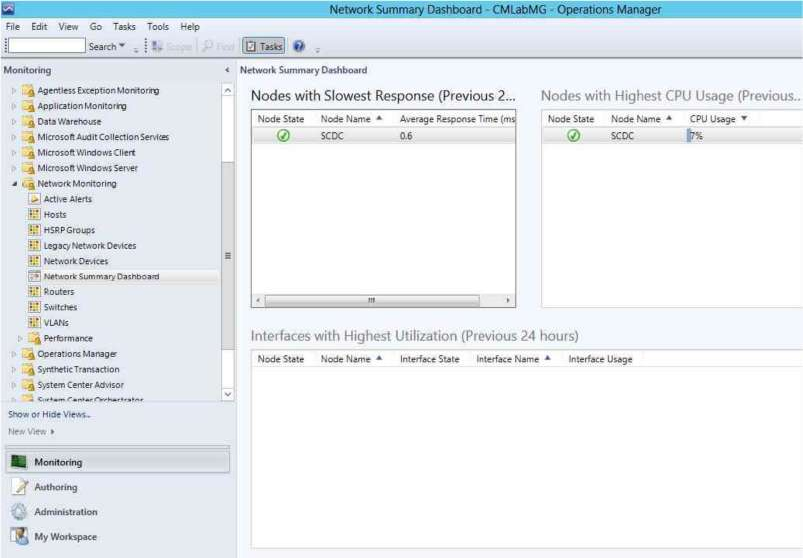 Network Summary Dashboard - CMLabMG - Operations Manager
File Edit View Go Tasks Tools Help
Search Scope Find Tasks
Monitoring
Agentless Exception Monitoring
Application Monitoring
Data Warehouse
Microsoft Audit Collection Services
Microsoft Windows Client
Microsoft Windows Server
Network Monitoring
Active Alerts
Hosts
HSRP Groups
Legacy Network Devices
Network Devices
Network Summary Dashboard
Routers
Switches
VLANs
Performance
Operations Manager
Synthetic Transaction
System Center Advisor
System Center Orchestrator
Show or Hide Views...
New View
Monitoring
Authoring
Administration
My Workspace
Network Summary Dashboard
Nodes with Slowest Response (Previous 2...
Node State Node Name Average Response Time (ms
SCDC 0.6
Nodes with Highest CPU Usage (Previous...
Node State Node Name CPU Usage
SCDC 7%
Interfaces with Highest Utilization (Previous 24 hours)
Node State Node Name Interface State Interface Name Interface Usage